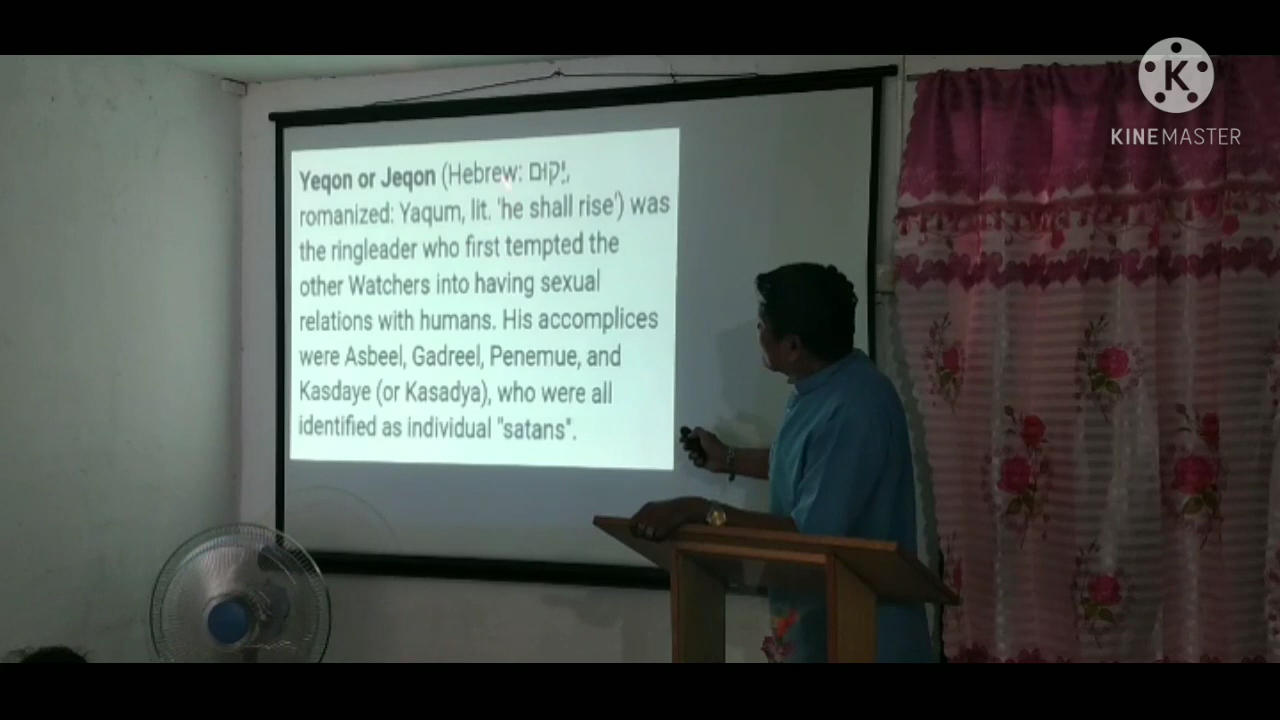 Yeqon or Jeqon (Hebrew: יָקוּם,
romanized: Yaqum, lit. 'he shall rise') was
the ringleader who first tempted the
other Watchers into having sexual
relations with humans. His accomplices
were Asbeel, Gadreel, Penemue, and
Kasdaye (or Kasadya), who were all
identified as individual "satans".
K
KINEMASTER